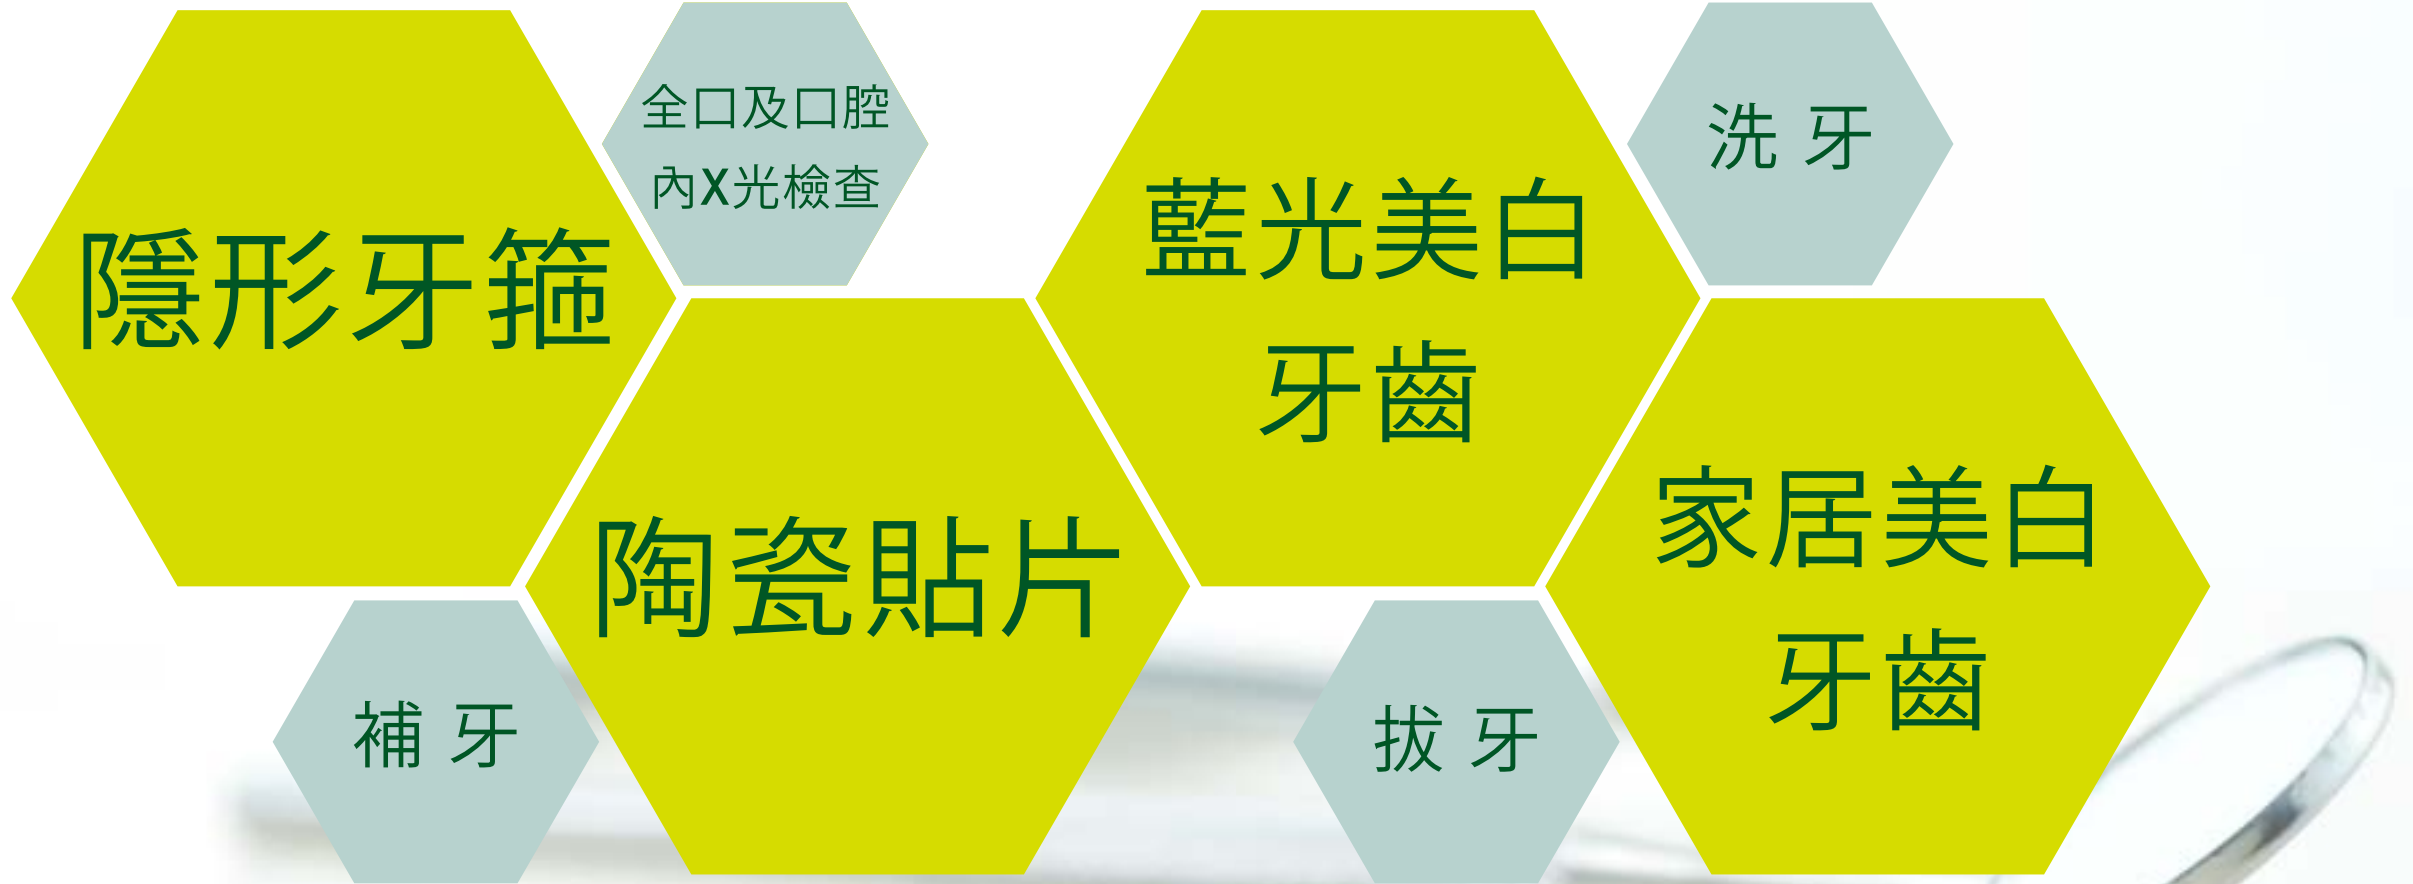 隱形牙箍
全口及口腔
內X光檢查
藍光美白
牙齒
洗 牙
補 牙
陶瓷貼片
拔 牙
家居美白
牙齒